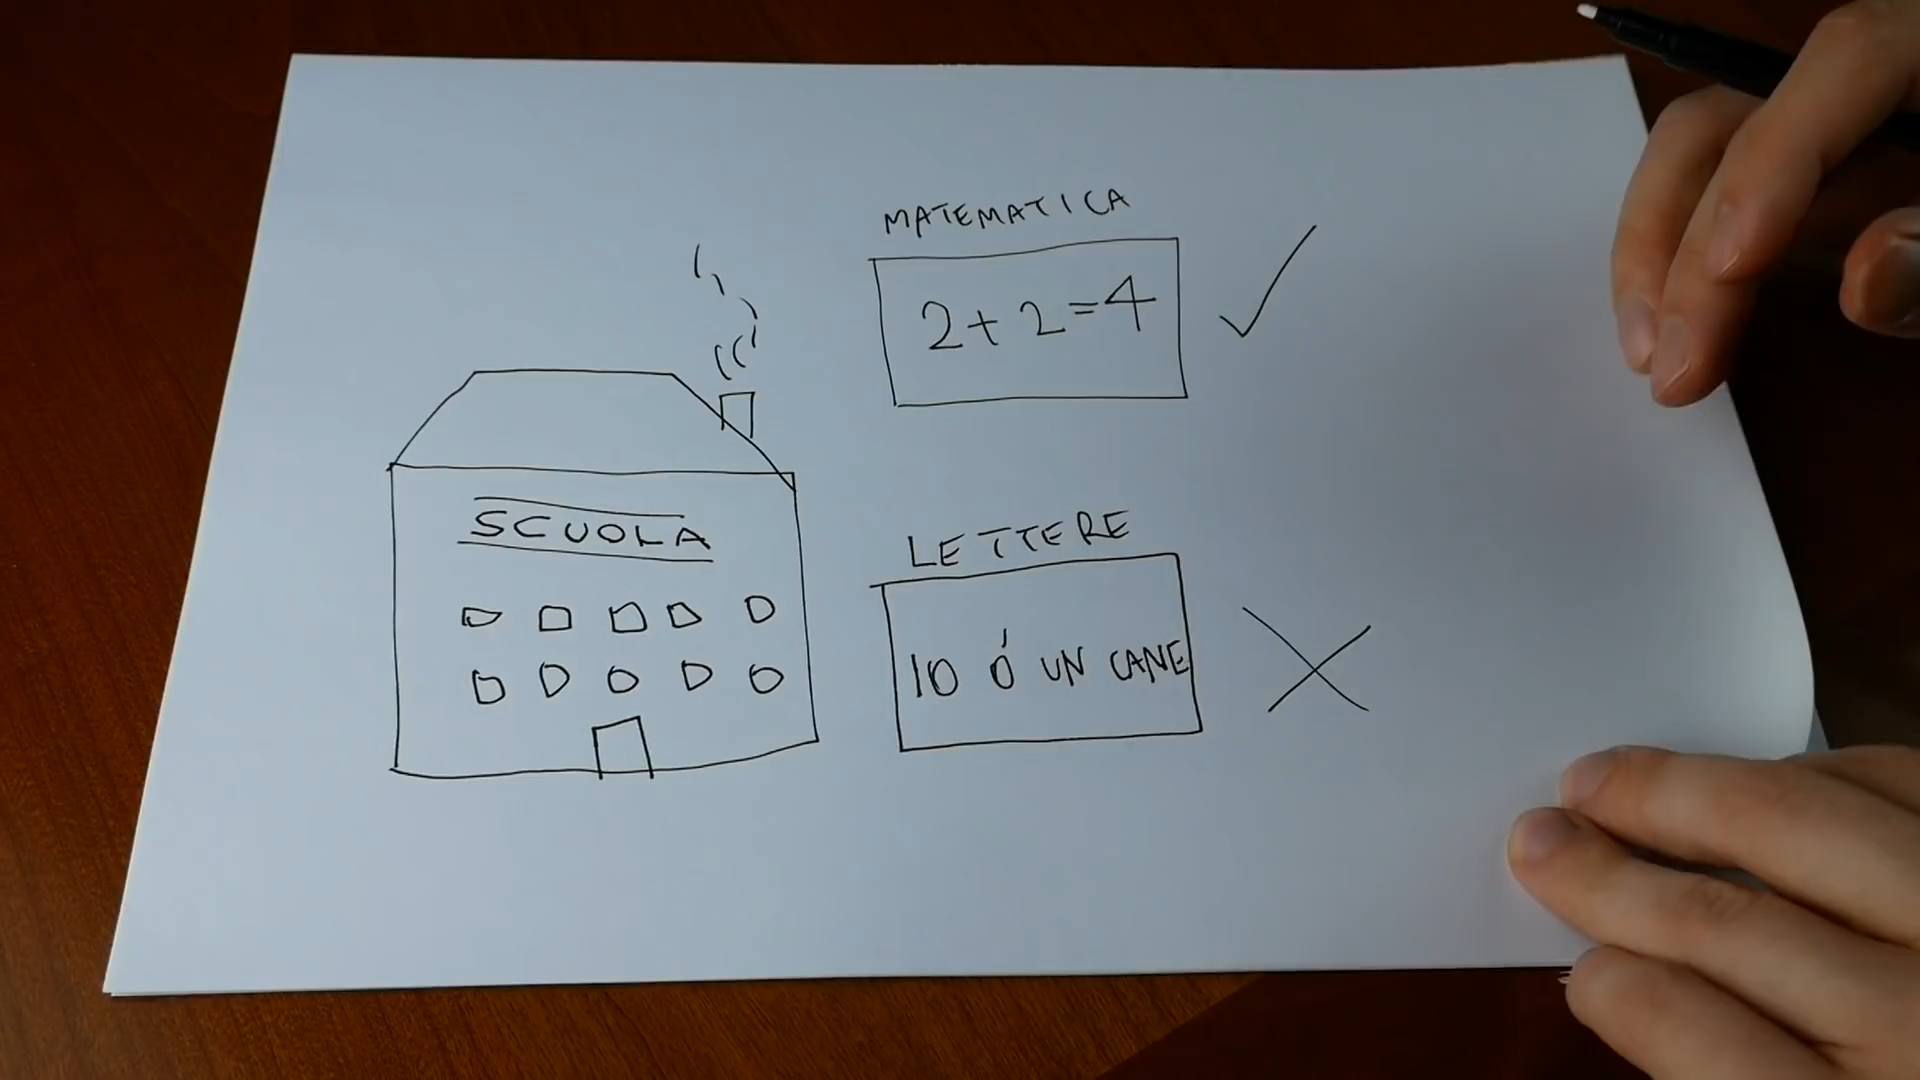 MATEMATICA
2+2=4
SCUOLA
LETTERE
IO Ó UN CANE